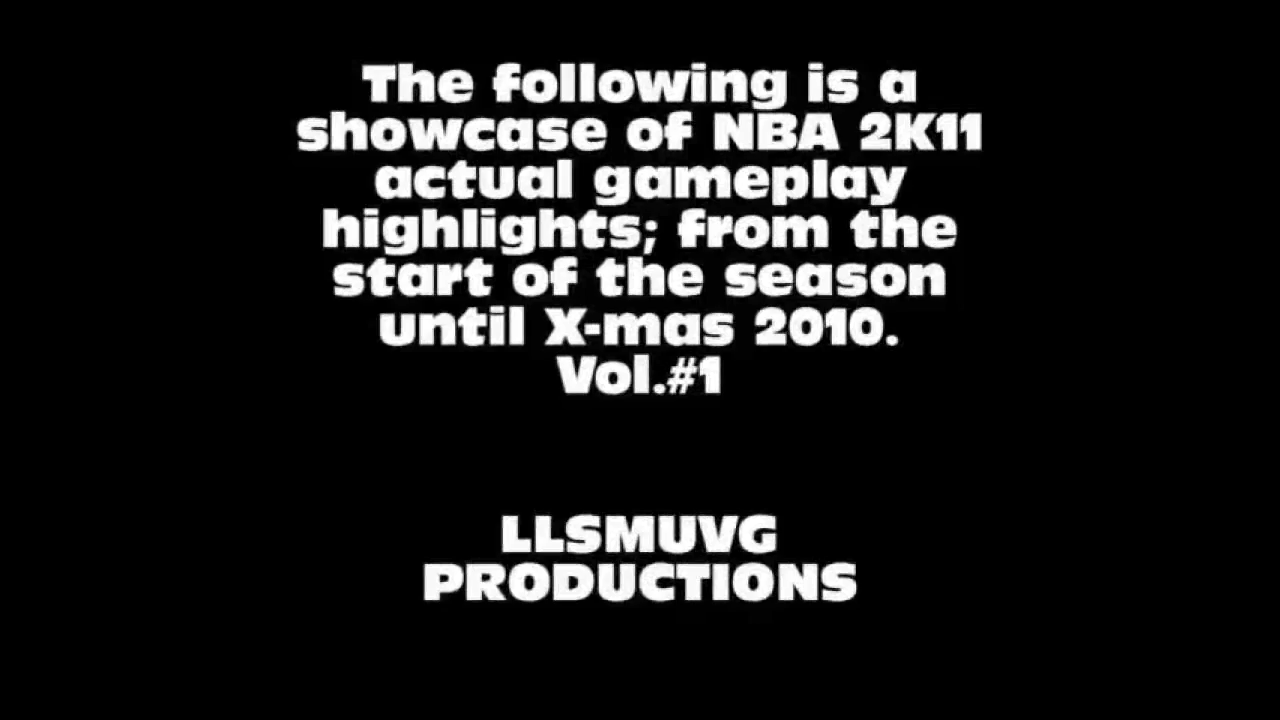 The following is a
showcase of NBA 2K11
actual gameplay
highlights; from the
start of the season
until X-mas 2010.
Vol.#1
LLSMUVG
PRODUCTIONS